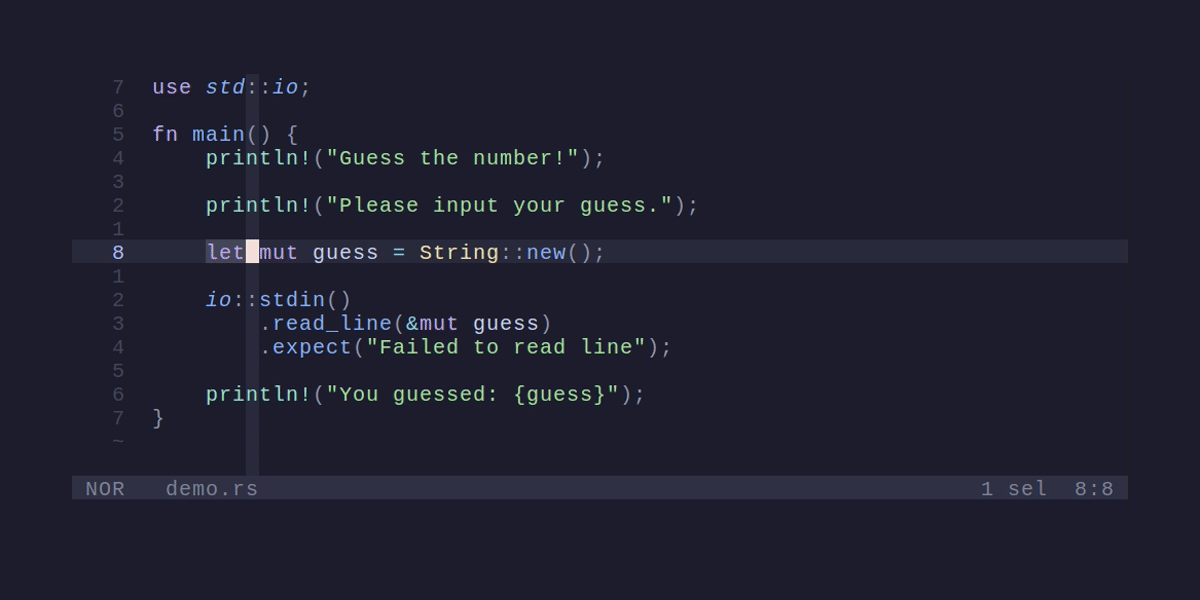 7  use std::io;
6
5  fn main() {
4      println!("Guess the number!");
3
2      println!("Please input your guess.");
1
8      let mut guess = String::new();
1
2      io::stdin()
3          .read_line(&mut guess)
4          .expect("Failed to read line");
5
6      println!("You guessed: {guess}");
7  }
~
NOR   demo.rs   1 sel  8:8